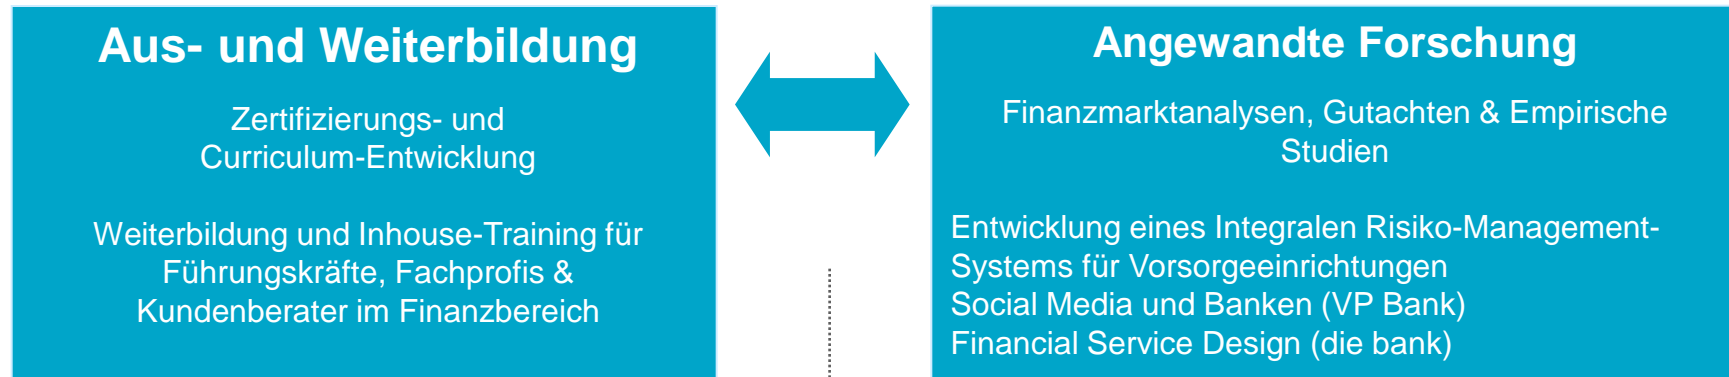 Aus- und Weiterbildung
Zertifizierungs- und
Curriculum-Entwicklung
Weiterbildung und Inhouse-Training für
Führungskräfte, Fachprofis &
Kundenberater im Finanzbereich
Angewandte Forschung
Finanzmarktanalysen, Gutachten & Empirische
Studien
Entwicklung eines Integralen Risiko-Management-
Systems für Vorsorgeeinrichtungen
Social Media und Banken (VP Bank)
Financial Service Design (die bank)